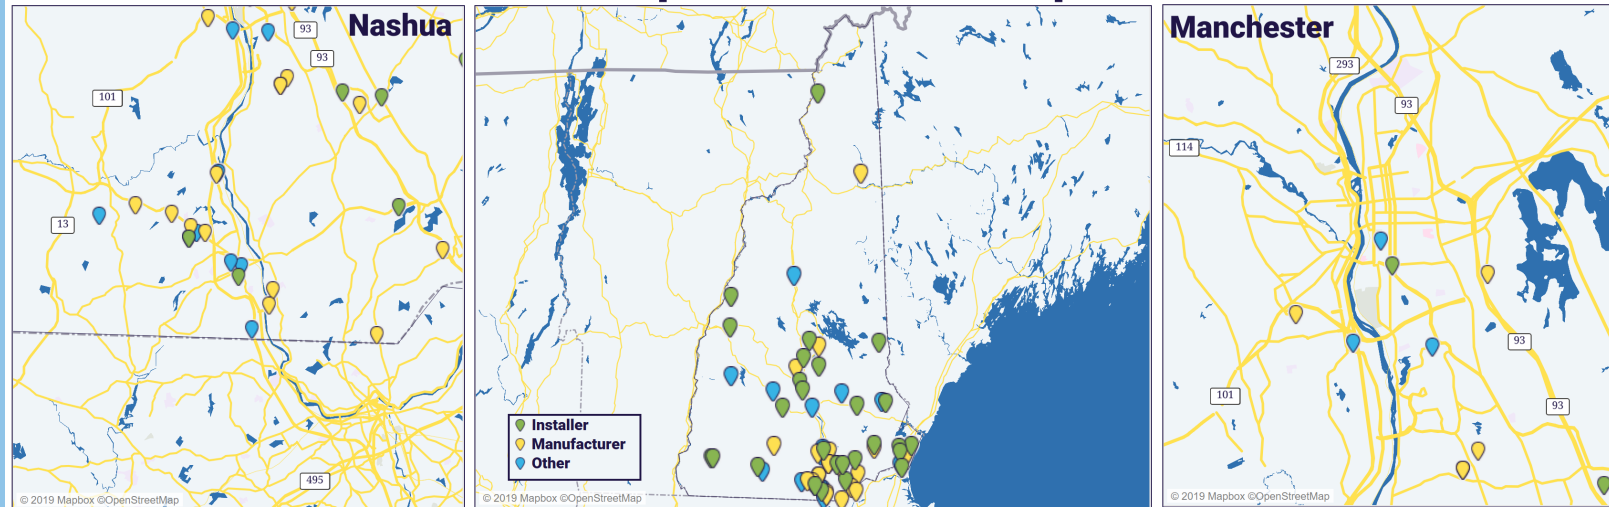 Nashua
93
93
101
13
495
© 2019 Mapbox ©OpenStreetMap
Installer
Manufacturer
Other
© 2019 Mapbox ©OpenStreetMap
Manchester
293
93
114
93
101
93
© 2019 Mapbox ©OpenStreetMap